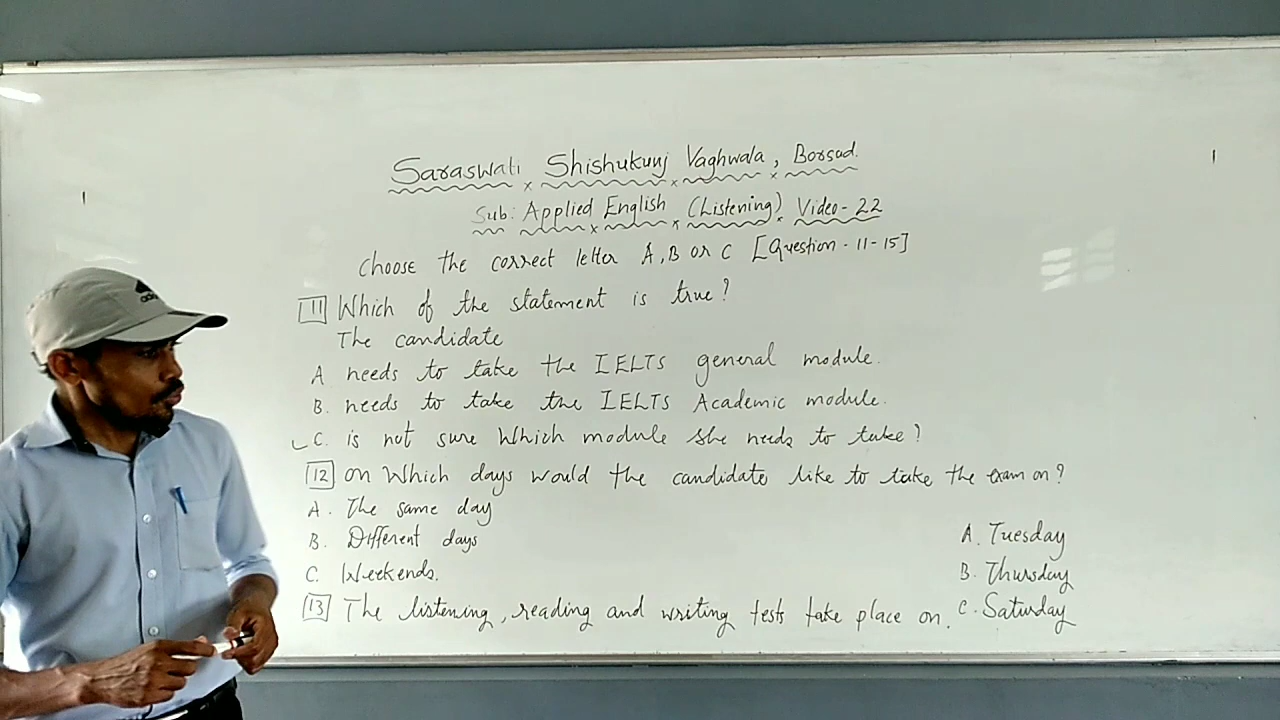 Saraswati Shishukunj Vaghwala, Borsad.
Sub: Applied English (Listening) Video-22
Choose the correct letter A, B or C [Question-11-15]
11 Which of the statement is true?
The candidate
A needs to take the IELTS general module.
B. needs to take the IELTS Academic module.
C. is not sure Which module she needs to take?
12 on Which days would the candidate like to take the exam on?
A. The same day
B. Different days
C. Weekends.
13 The listening, reading and writing tests take place on.
A. Tuesday
B. Thursday
C. Saturday
adidas